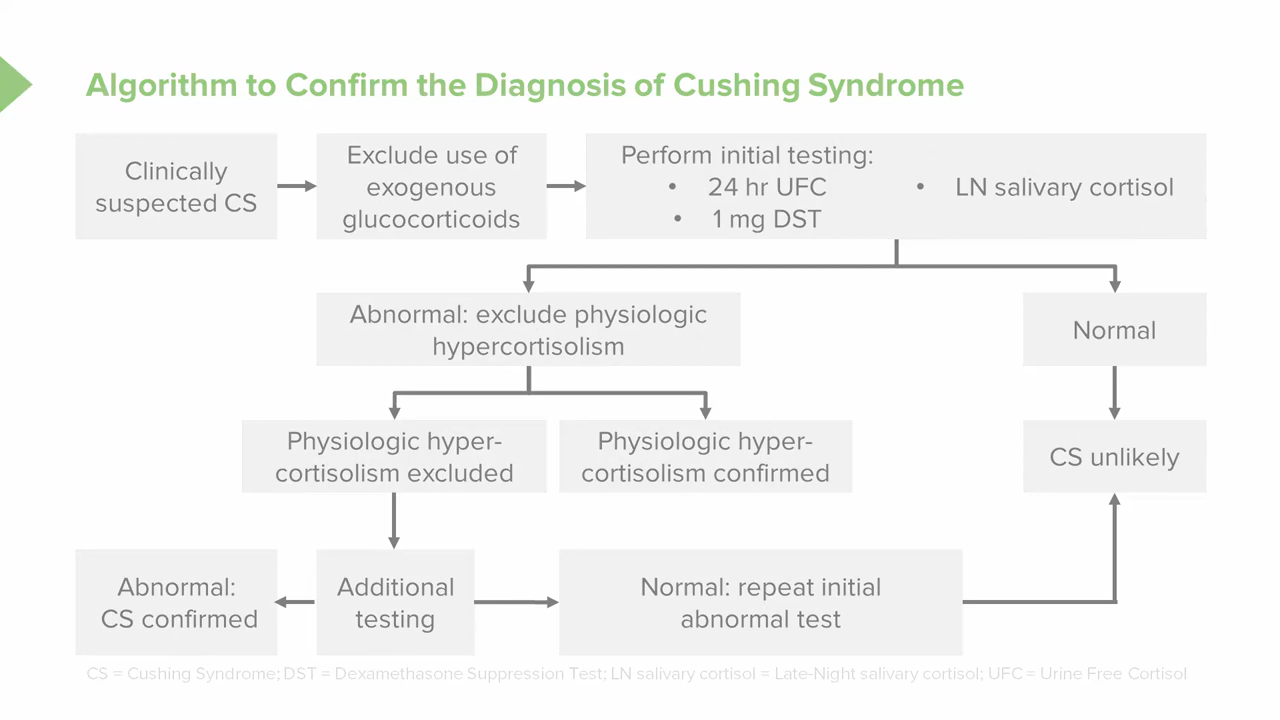 Algorithm to Confirm the Diagnosis of Cushing Syndrome
Clinically
suspected CS
Exclude use of
exogenous
glucocorticoids
Perform initial testing:
• 24 hr UFC
• 1 mg DST
• LN salivary cortisol
Abnormal: exclude physiologic
hypercortisolism
Normal
Physiologic hyper-
cortisolism excluded
Physiologic hyper-
cortisolism confirmed
CS unlikely
Abnormal:
CS confirmed
Additional
testing
Normal: repeat initial
abnormal test
CS = Cushing Syndrome; DST = Dexamethasone Suppression Test; LN salivary cortisol = Late-Night salivary cortisol; UFC = Urine Free Cortisol